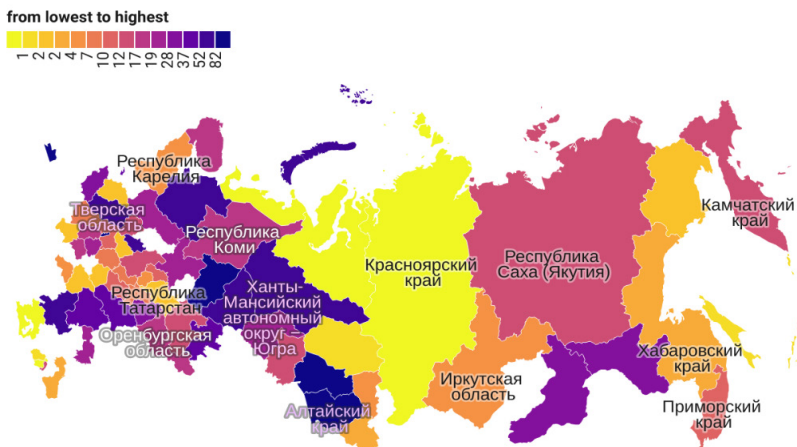 from lowest to highest
1
2
2
4
7
10
12
17
19
28
37
52
82
Республика
Карелия
Тверская
область
Республика
Коми
Камчатский
край
Красноярский
край
Республика
Саха (Якутия)
Ханты-
Мансийский
автономный
округ –
Югра
Республика
Татарстан
Оренбургская
область
Хабаровский
край
Иркутская
область
Приморский
край
Алтайский
край